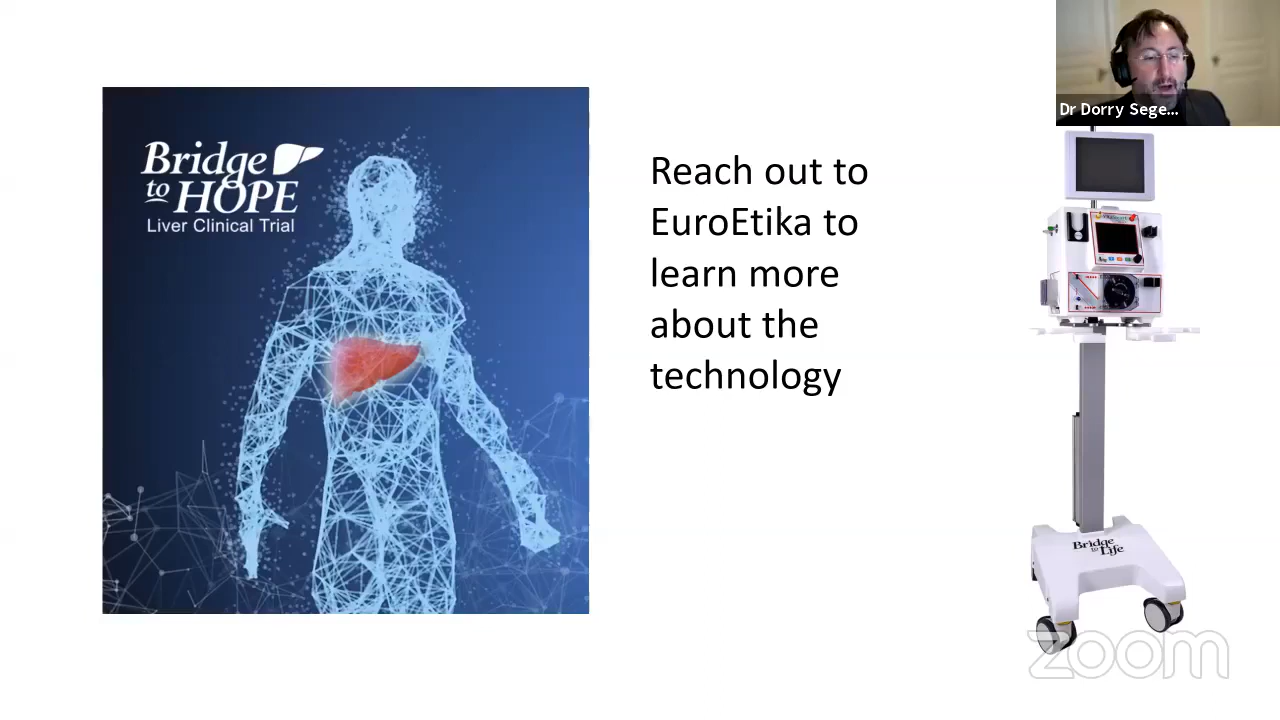 Dr Dorry Sege...
Bridge
to HOPE
Liver Clinical Trial
Reach out to
EuroEtika to
learn more
about the
technology
Bridge
to Life
zoom